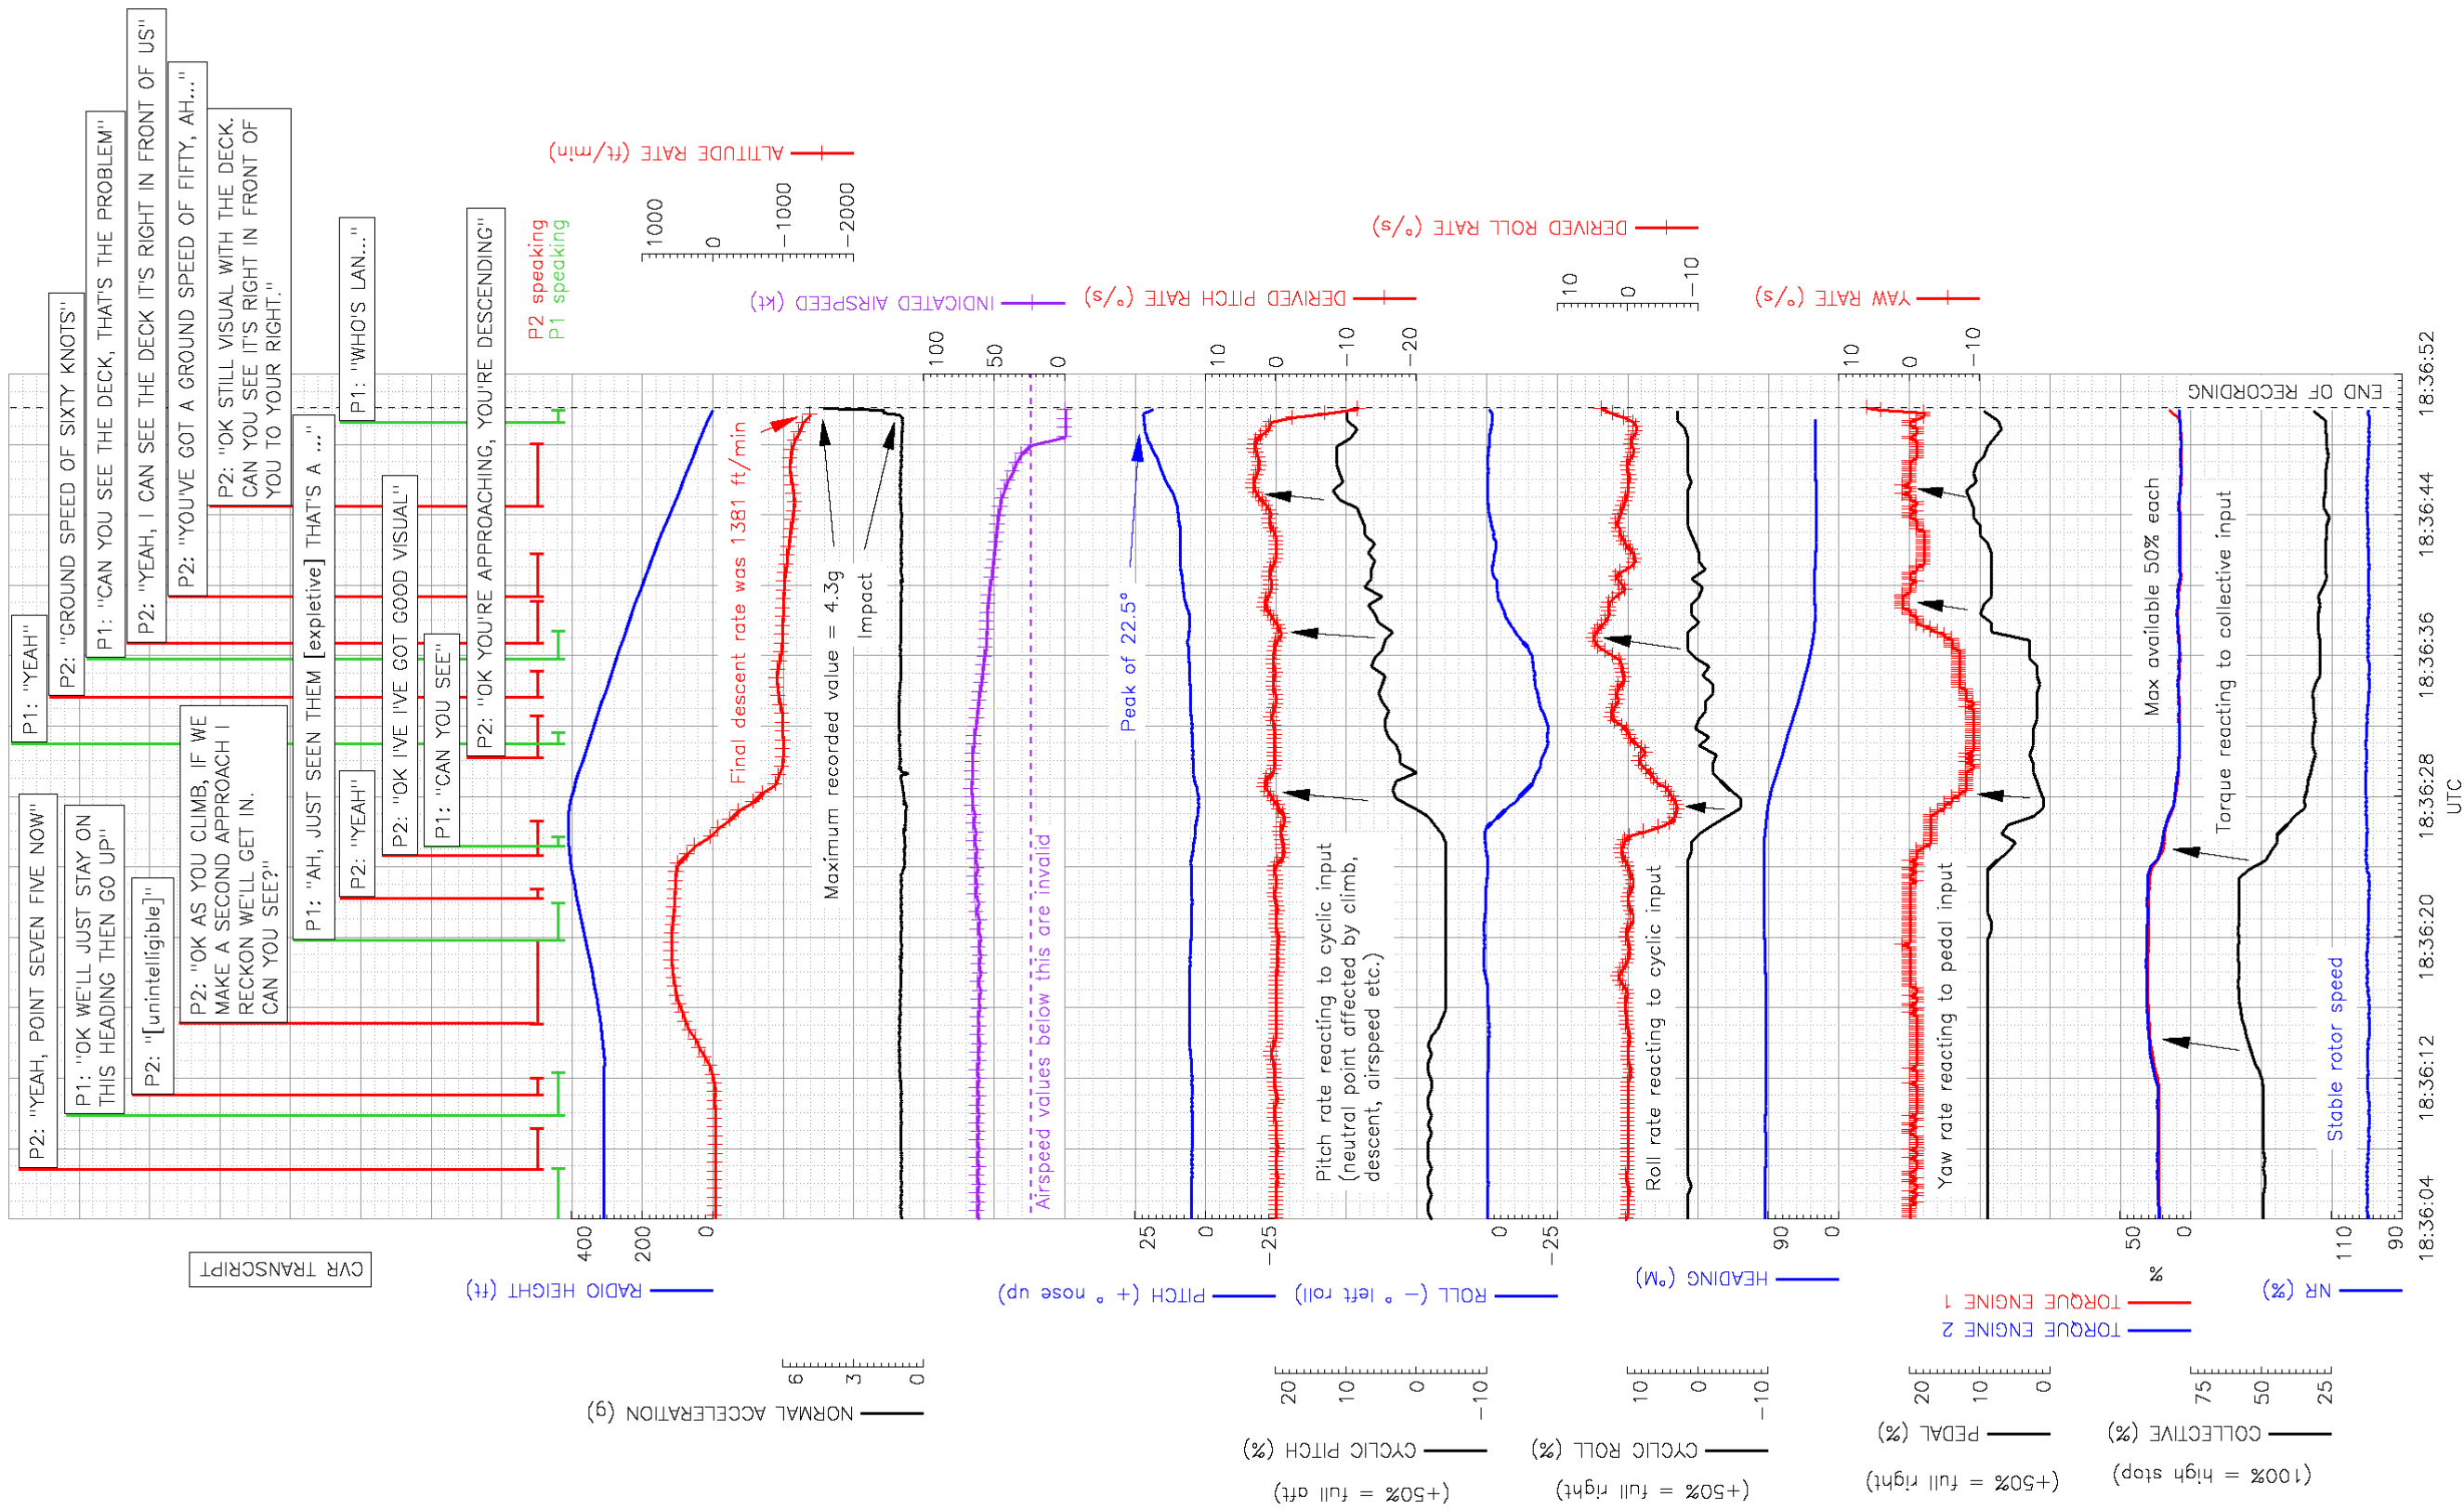 CVR TRANSCRIPT
P2: "YEAH, POINT SEVEN FIVE NOW"
P1: "OK WE'LL JUST STAY ON
THIS HEADING THEN GO UP"
P2: "[unintelligible]"
P2: "OK AS YOU CLIMB, IF WE
MAKE A SECOND APPROACH I
RECKON WE'LL GET IN.
CAN YOU SEE?"
P1: "AH, JUST SEEN THEM [expletive] THAT'S A ..."
P2: "YEAH"
P2: "OK I'VE I'VE GOT GOOD VISUAL"
P1: "CAN YOU SEE"
P2: "OK YOU'RE APPROACHING, YOU'RE DESCENDING"
P1: "YEAH"
P2: "GROUND SPEED OF SIXTY KNOTS"
P1: "CAN YOU SEE THE DECK, THAT'S THE PROBLEM"
P2: "YEAH, I CAN SEE THE DECK IT'S RIGHT IN FRONT OF US"
P2: "YOU'VE GOT A GROUND SPEED OF FIFTY, AH..."
P2: "OK STILL VISUAL WITH THE DECK.
CAN YOU SEE IT'S RIGHT IN FRONT OF
YOU TO YOUR RIGHT."
P1: "WHO'S LAN..."
P2 speaking
P1 speaking
RADIO HEIGHT (ft)
400
200
0
ALTITUDE RATE (ft/min)
1000
0
-1000
-2000
Final descent rate was 1381 ft/min
NORMAL ACCELERATION (g)
6
3
0
Maximum recorded value = 4.3g
Impact
INDICATED AIRSPEED (kt)
100
50
0
Airspeed values below this are invalid
PITCH (+ ° nose up)
25
0
-25
Peak of 22.5°
DERIVED PITCH RATE (°/s)
10
0
-10
-20
CYCLIC PITCH (%)
(+50% = full aft)
20
10
0
-10
Pitch rate reacting to cyclic input
(neutral point affected by climb,
descent, airspeed etc.)
ROLL (- ° left roll)
0
-25
DERIVED ROLL RATE (°/s)
10
0
-10
CYCLIC ROLL (%)
(+50% = full right)
10
0
-10
Roll rate reacting to cyclic input
HEADING (°M)
90
0
YAW RATE (°/s)
10
0
-10
PEDAL (%)
(+50% = full right)
20
10
0
Yaw rate reacting to pedal input
TORQUE ENGINE 1
TORQUE ENGINE 2
%
50
0
Max available 50% each
COLLECTIVE (%)
(100% = high stop)
75
50
25
Torque reacting to collective input
NR (%)
110
90
Stable rotor speed
END OF RECORDING
18:36:04
18:36:12
18:36:20
18:36:28
18:36:36
18:36:44
18:36:52
UTC